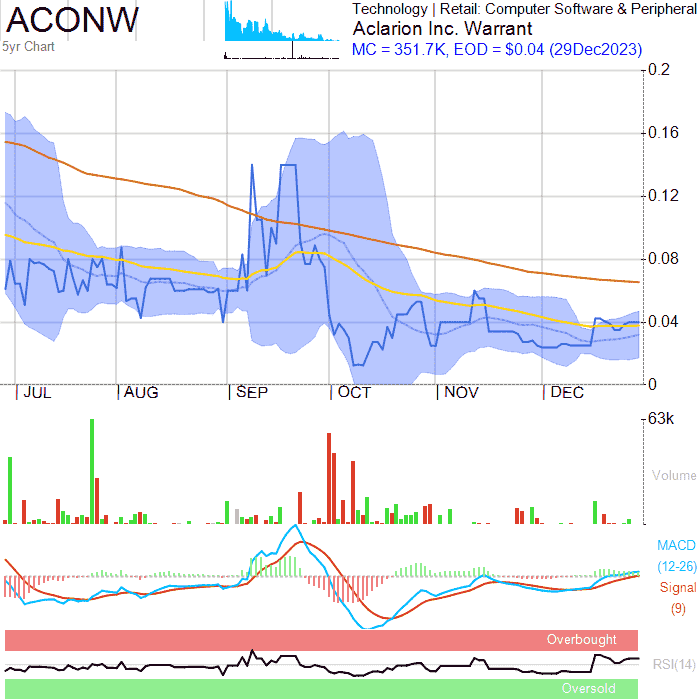 ACONW
5yr Chart
Technology | Retail: Computer Software & Peripheral
Aclarion Inc. Warrant
MC = 351.7K, EOD = $0.04 (29Dec2023)
0.2
0.16
0.12
0.08
0.04
0
JUL AUG SEP OCT NOV DEC
63k
Volume
MACD
(12-26)
Signal
(9)
Overbought
RSI(14)
Oversold